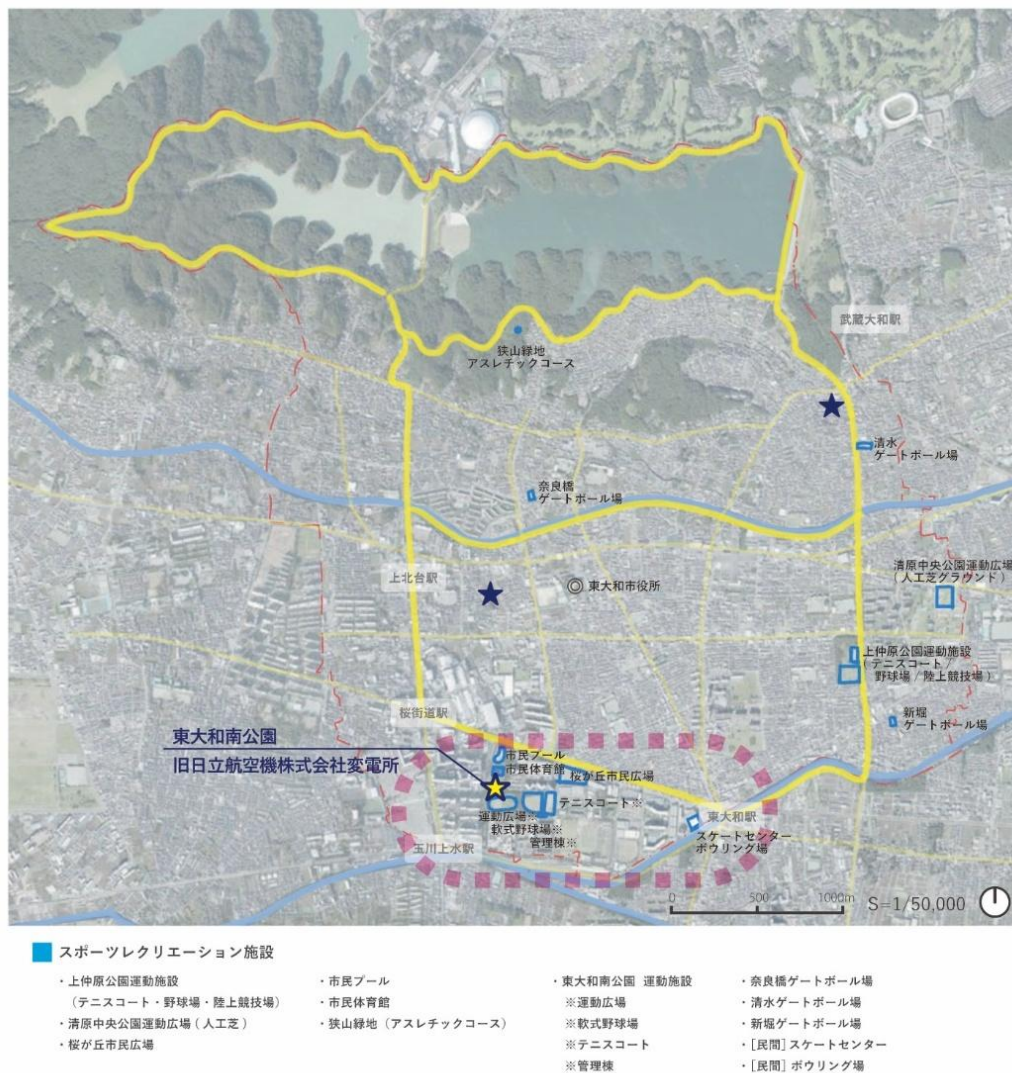 武蔵大和駅
狭山緑地
アスレチックコース
清水
ゲートボール場
奈良橋
ゲートボール場
上北台駅
東大和市役所
清原中央公園運動広場
(人工芝グラウンド)
上仲原公園運動施設
(テニスコート/
野球場/陸上競技場)
新堀
ゲートボール場
桜街道駅
東大和南公園
旧日立航空機株式会社変電所
市民プール
市民体育館
桜が丘市民広場
テニスコート※
運動広場※
軟式野球場※
管理棟※
東大和駅
スケートセンター
ボウリング場
玉川上水駅
0 500 1000m
S=1/50,000
スポーツレクリエーション施設
・上仲原公園運動施設
(テニスコート・野球場・陸上競技場)
・清原中央公園運動広場(人工芝)
・桜が丘市民広場
・市民プール
・市民体育館
・狭山緑地(アスレチックコース)
・東大和南公園 運動施設
※運動広場
※軟式野球場
※テニスコート
※管理棟
・奈良橋ゲートボール場
・清水ゲートボール場
・新堀ゲートボール場
・[民間]スケートセンター
・[民間]ボウリング場